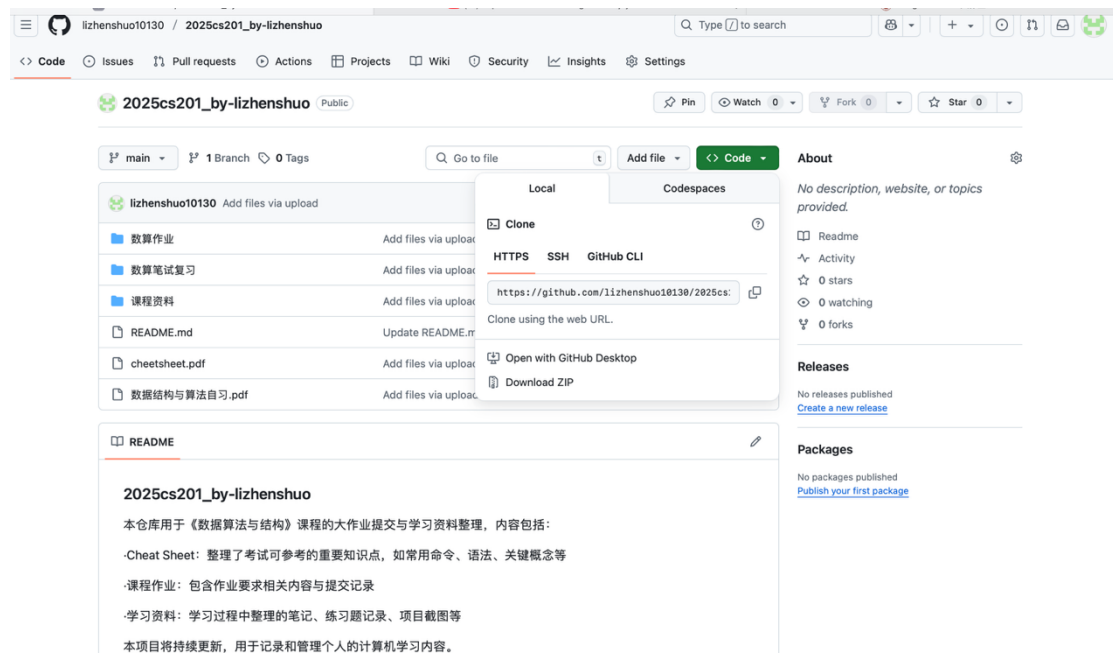 lizhenshuo10130 / 2025cs201_by-lizhenshuo
Type / to search
Code Issues Pull requests Actions Projects Wiki Security Insights Settings
2025cs201_by-lizhenshuo Public
Pin Watch 0 Fork 0 Star 0
main 1 Branch 0 Tags Go to file t Add file Code
lizhenshuo10130 Add files via upload
数算作业 Add files via upload
数算笔试复习 Add files via upload
课程资料 Add files via upload
README.md Update README.m
cheetsheet.pdf Add files via upload
数据结构与算法自习.pdf Add files via upload
Local Codespaces
Clone
HTTPS SSH GitHub CLI
https://github.com/lizhenshuo10130/2025cs
Clone using the web URL.
Open with GitHub Desktop
Download ZIP
About
No description, website, or topics
provided.
Readme
Activity
0 stars
0 watching
0 forks
Releases
No releases published
Create a new release
Packages
No packages published
Publish your first package
README
2025cs201_by-lizhenshuo
本仓库用于《数据算法与结构》课程的大作业提交与学习资料整理，内容包括：
·Cheat Sheet：整理了考试可参考的重要知识点，如常用命令、语法、关键概念等
·课程作业：包含作业要求相关内容与提交记录
·学习资料：学习过程中整理的笔记、练习题记录、项目截图等
本项目将持续更新，用于记录和管理个人的计算机学习内容。